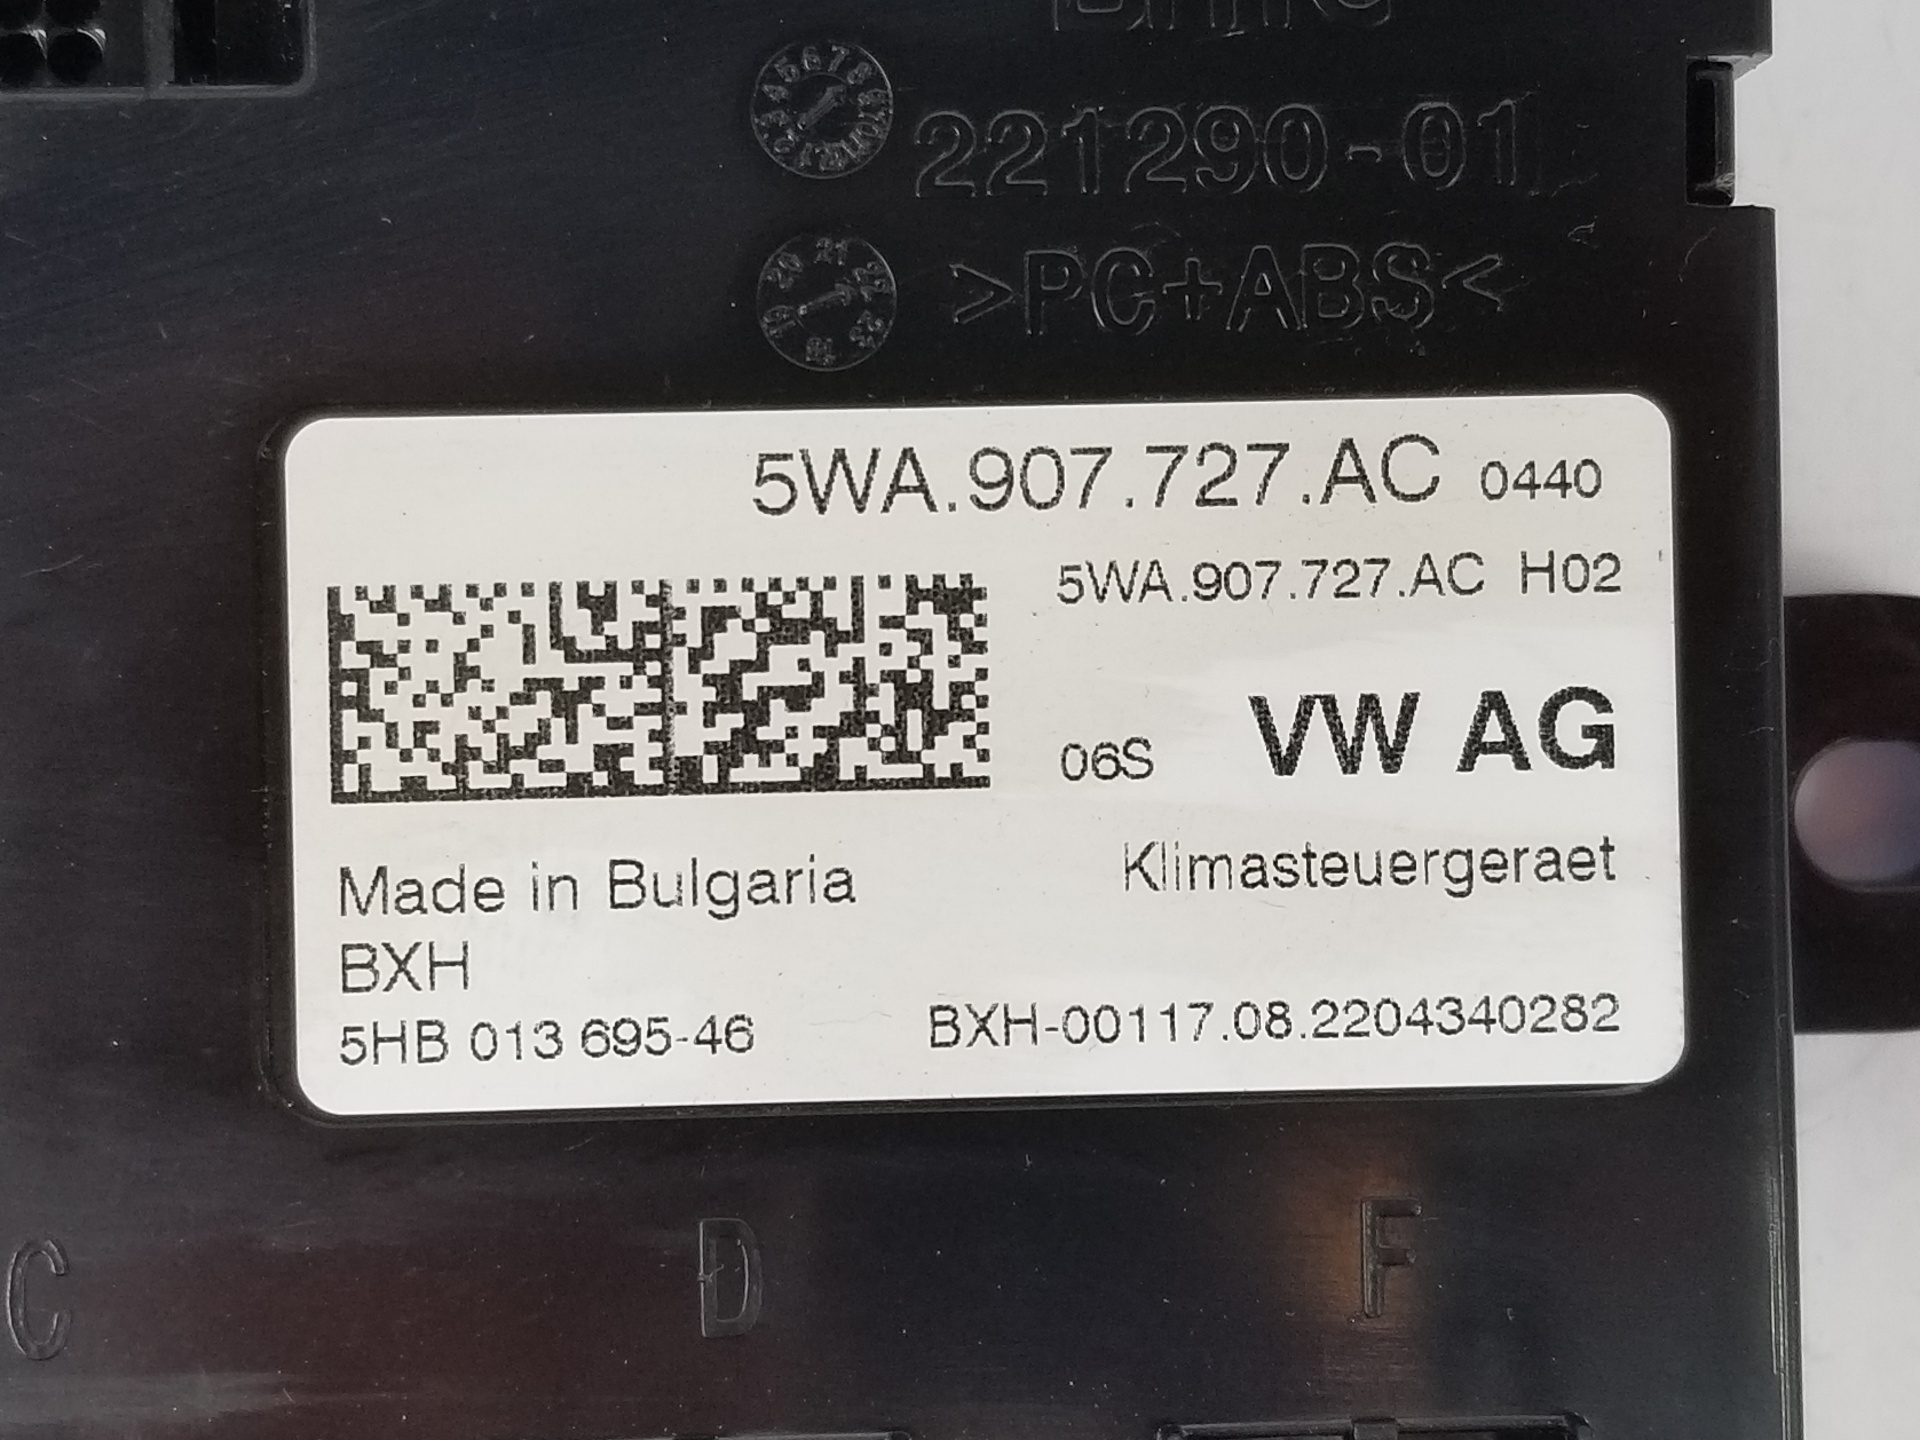 221290-01
>PC+ABS<
5WA.907.727.AC 0440
5WA.907.727.AC H02
06S VW AG
Made in Bulgaria
Klimasteuergeraet
BXH
5HB 013 695-46
BXH-00117.08.2204340282
C D F